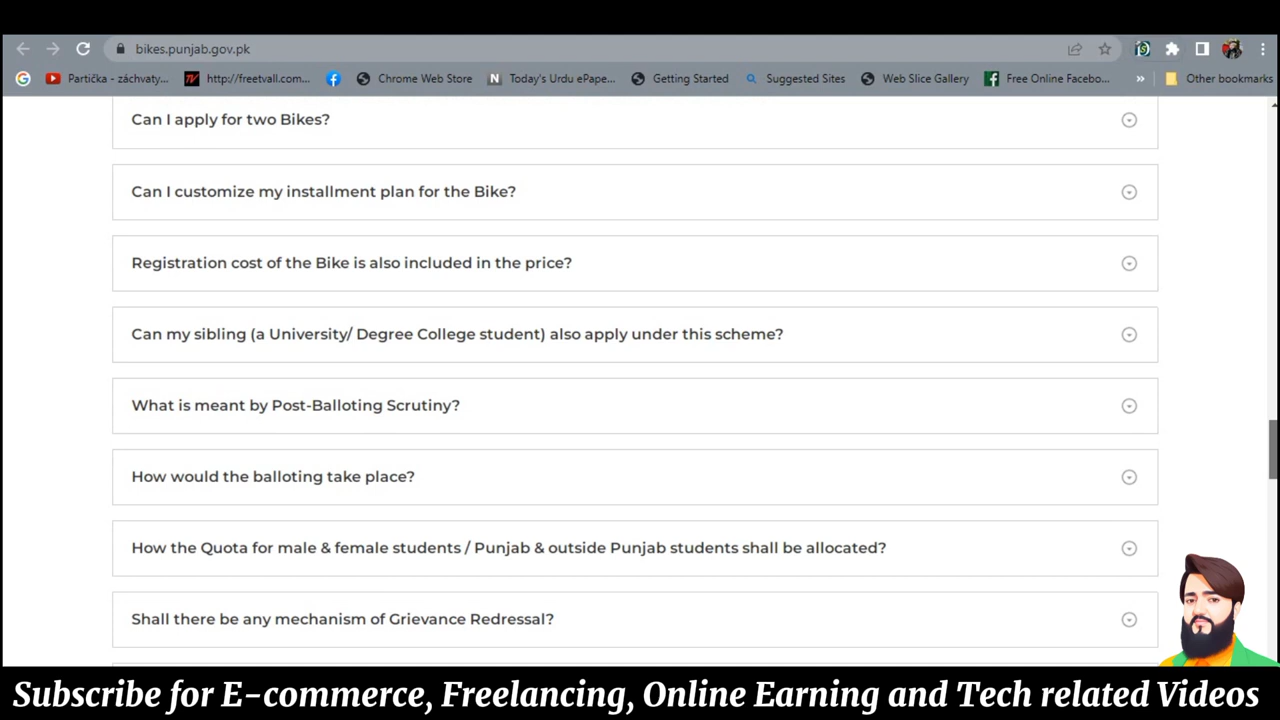 bikes.punjab.gov.pk
Partička - záchvaty...
http://freetvall.com...
Chrome Web Store
Today's Urdu ePape...
Getting Started
Suggested Sites
Web Slice Gallery
Free Online Facebo...
»
Other bookmarks
Can I apply for two Bikes?
Can I customize my installment plan for the Bike?
Registration cost of the Bike is also included in the price?
Can my sibling (a University/ Degree College student) also apply under this scheme?
What is meant by Post-Balloting Scrutiny?
How would the balloting take place?
How the Quota for male & female students / Punjab & outside Punjab students shall be allocated?
Shall there be any mechanism of Grievance Redressal?
Subscribe for E-commerce, Freelancing, Online Earning and Tech related Videos